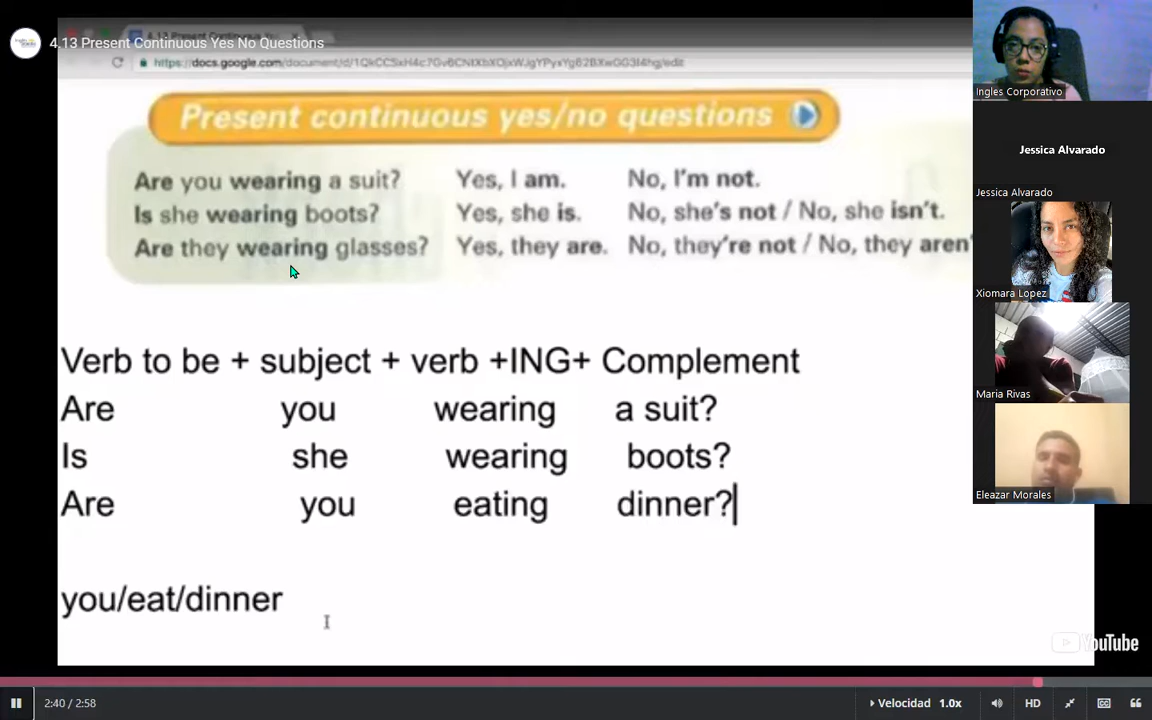 4.13 Present Continuous Yes No Questions
Present continuous yes/no questions
Are you wearing a suit? Yes, I am. No, I'm not.
Is she wearing boots? Yes, she is. No, she's not / No, she isn't.
Are they wearing glasses? Yes, they are. No, they're not / No, they aren'
Verb to be + subject + verb +ING+ Complement
Are you wearing a suit?
Is she wearing boots?
Are you eating dinner?
you/eat/dinner
Ingles Corporativo
Jessica Alvarado
Jessica Alvarado
Xiomara Lopez
Maria Rivas
Eleazar Morales
YouTube
2:40 / 2:58
Velocidad 1.0x
HD